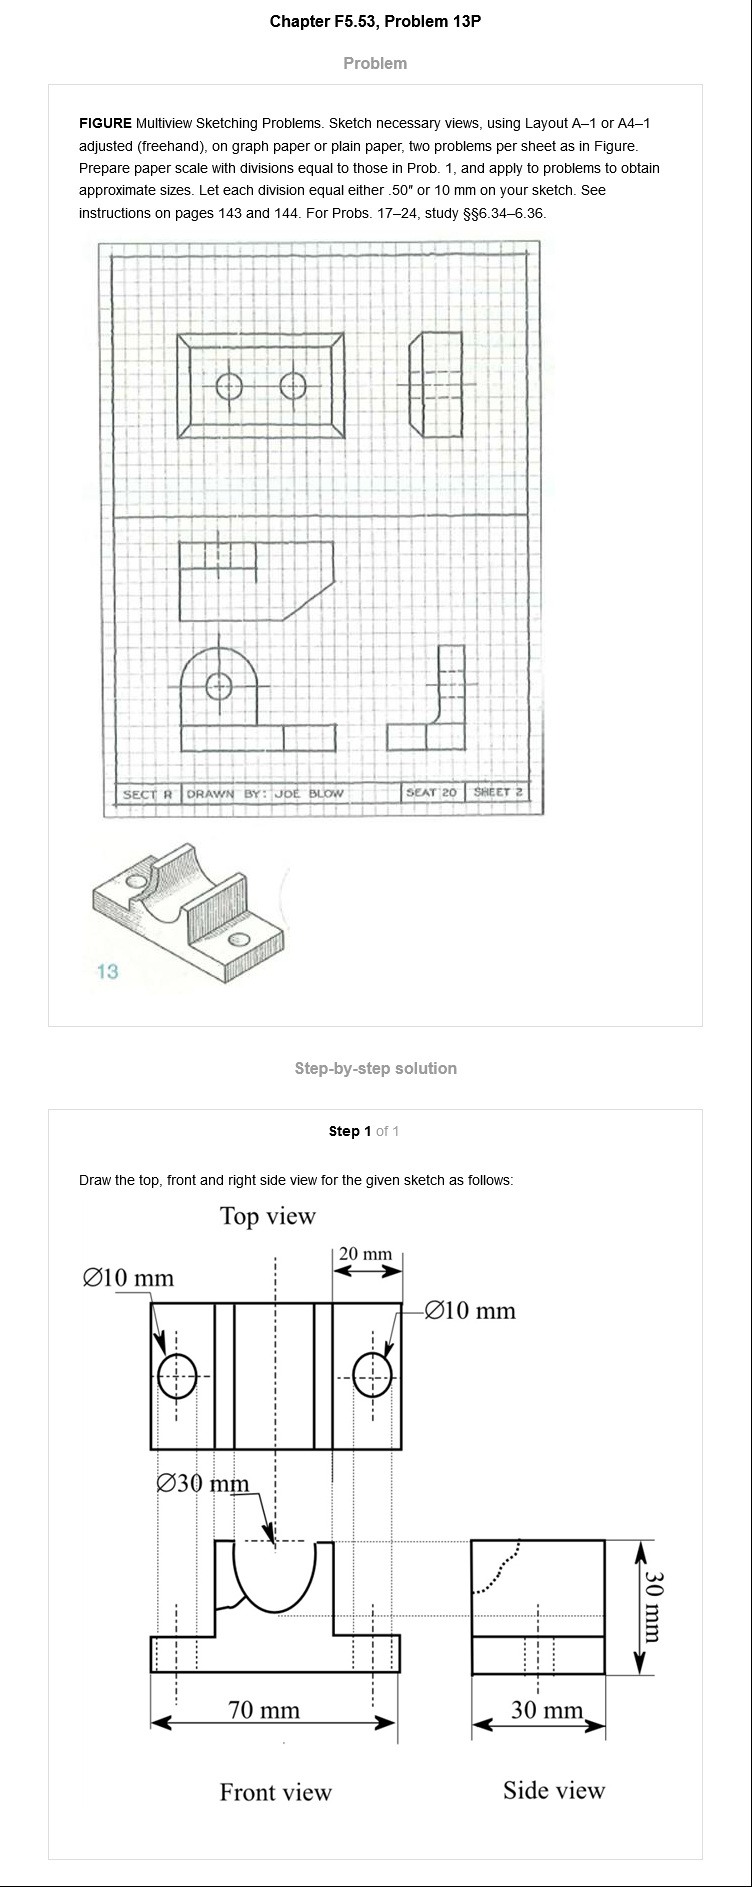 Chapter F5.53, Problem 13P
Problem
FIGURE Multiview Sketching Problems. Sketch necessary views, using Layout A–1 or A4–1
adjusted (freehand), on graph paper or plain paper, two problems per sheet as in Figure.
Prepare paper scale with divisions equal to those in Prob. 1, and apply to problems to obtain
approximate sizes. Let each division equal either .50″ or 10 mm on your sketch. See
instructions on pages 143 and 144. For Probs. 17–24, study §§6.34–6.36.
SECT R DRAWN BY: JOE BLOW SEAT 20 SHEET 2
13
Step-by-step solution
Step 1 of 1
Draw the top, front and right side view for the given sketch as follows:
Top view
20 mm
∅10 mm
∅10 mm
∅30 mm
30 mm
70 mm
30 mm
Front view
Side view